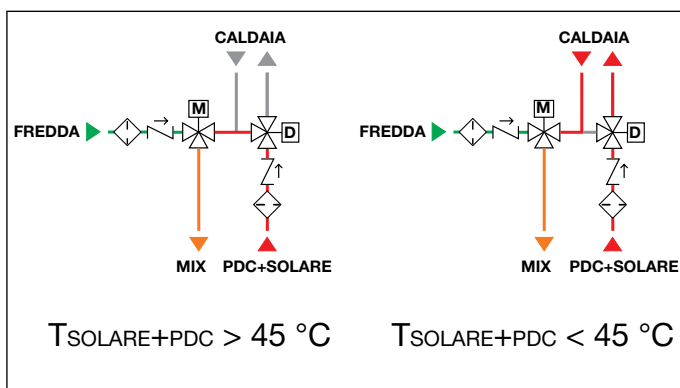 CALDAIA
M
FREDDA
D
MIX PDC+SOLARE
TSOLARE+PDC > 45 °C
CALDAIA
M
FREDDA
D
MIX PDC+SOLARE
TSOLARE+PDC < 45 °C